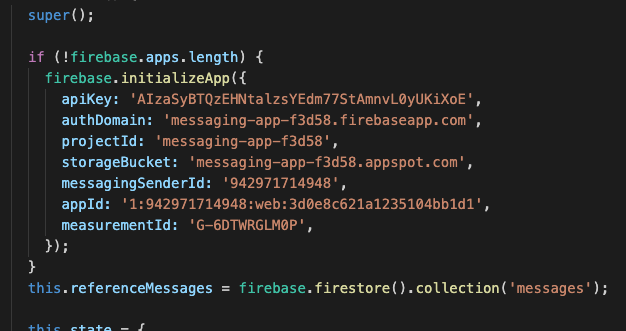 super();
if (!firebase.apps.length) {
firebase.initializeApp({
apiKey: 'AIzaSyBTQzEHNtalzsYEdm77StAmnvL0yUKiXoE',
authDomain: 'messaging-app-f3d58.firebaseapp.com',
projectId: 'messaging-app-f3d58',
storageBucket: 'messaging-app-f3d58.appspot.com',
messagingSenderId: '942971714948',
appId: '1:942971714948:web:3d0e8c621a1235104bb1d1',
measurementId: 'G-6DTWRGLM0P',
});
}
this.referenceMessages = firebase.firestore().collection('messages');
this.state = {